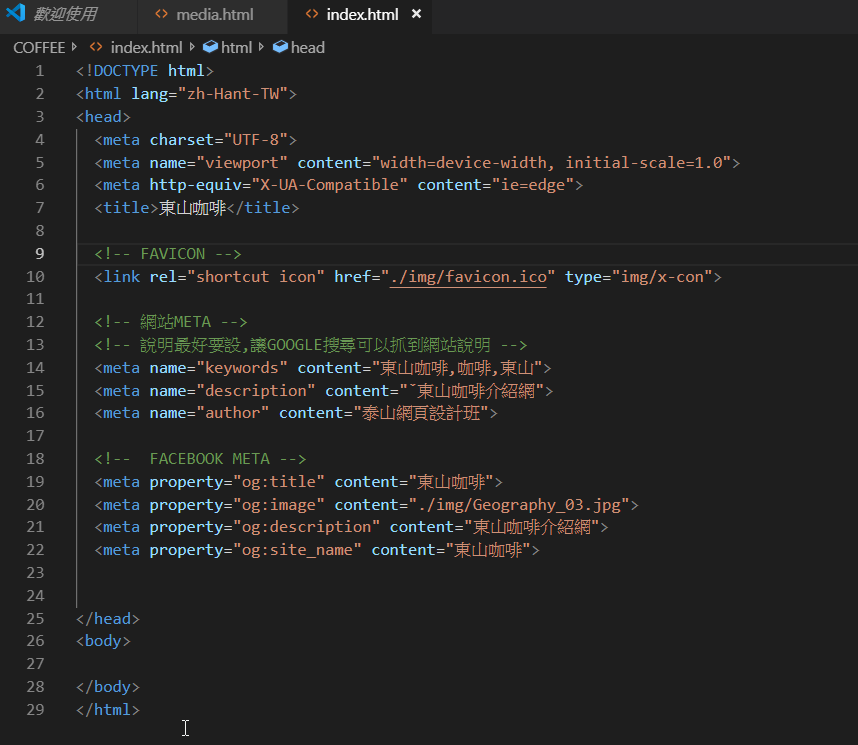 歡迎使用 media.html index.html ×
COFFEE index.html html head
1 <!DOCTYPE html>
2 <html lang="zh-Hant-TW">
3 <head>
4 <meta charset="UTF-8">
5 <meta name="viewport" content="width=device-width, initial-scale=1.0">
6 <meta http-equiv="X-UA-Compatible" content="ie=edge">
7 <title>東山咖啡</title>
8
9 <!-- FAVICON -->
10 <link rel="shortcut icon" href="./img/favicon.ico" type="img/x-con">
11
12 <!-- 網站META -->
13 <!-- 說明最好要設,讓GOOGLE搜尋可以抓到網站說明 -->
14 <meta name="keywords" content="東山咖啡,咖啡,東山">
15 <meta name="description" content="ˇ東山咖啡介紹網">
16 <meta name="author" content="泰山網頁設計班">
17
18 <!--  FACEBOOK META -->
19 <meta property="og:title" content="東山咖啡">
20 <meta property="og:image" content="./img/Geography_03.jpg">
21 <meta property="og:description" content="東山咖啡介紹網">
22 <meta property="og:site_name" content="東山咖啡">
23
24
25 </head>
26 <body>
27
28 </body>
29 </html>